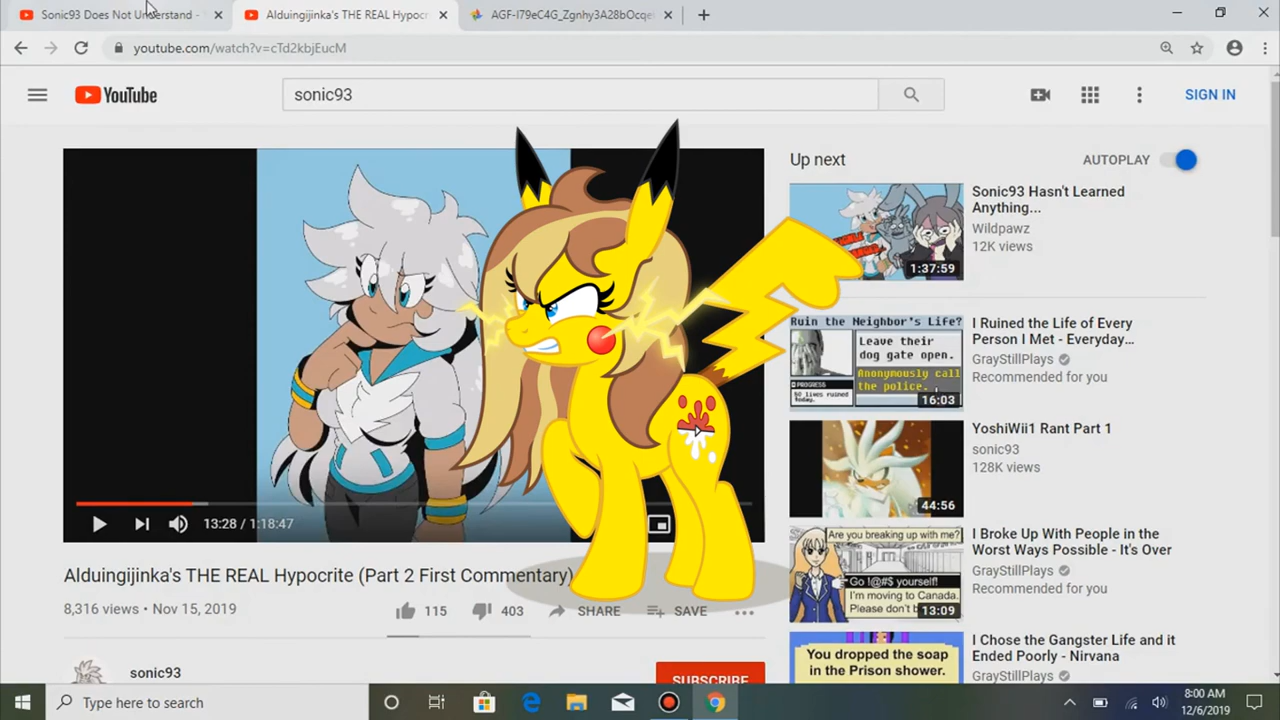 Sonic93 Does Not Understand -
Alduingijinka's THE REAL Hypocr
AGF-l79eC4G_Zgnhy3A28bOcqe
youtube.com/watch?v=cTd2kbjEucM
YouTube
sonic93
SIGN IN
13:28 / 1:18:47
Alduingijinka's THE REAL Hypocrite (Part 2 First Commentary)
8,316 views • Nov 15, 2019
115
403
SHARE
SAVE
sonic93
SUBSCRIBE
Up next
AUTOPLAY
1:37:59
Sonic93 Hasn't Learned
Anything...
Wildpawz
12K views
Ruin the Neighbor's Life?
Leave their
dog gate open.
Anonymously call
the police.
PROGRESS
16:03
I Ruined the Life of Every
Person I Met - Everyday...
GrayStillPlays
Recommended for you
44:56
YoshiWii1 Rant Part 1
sonic93
128K views
Are you breaking up with me?
Go !@#$ yourself!
I'm moving to Canada.
Please don't
13:09
I Broke Up With People in the
Worst Ways Possible - It's Over
GrayStillPlays
Recommended for you
You dropped the soap
in the Prison shower.
I Chose the Gangster Life and it
Ended Poorly - Nirvana
GrayStillPlays
Type here to search
8:00 AM
12/6/2019